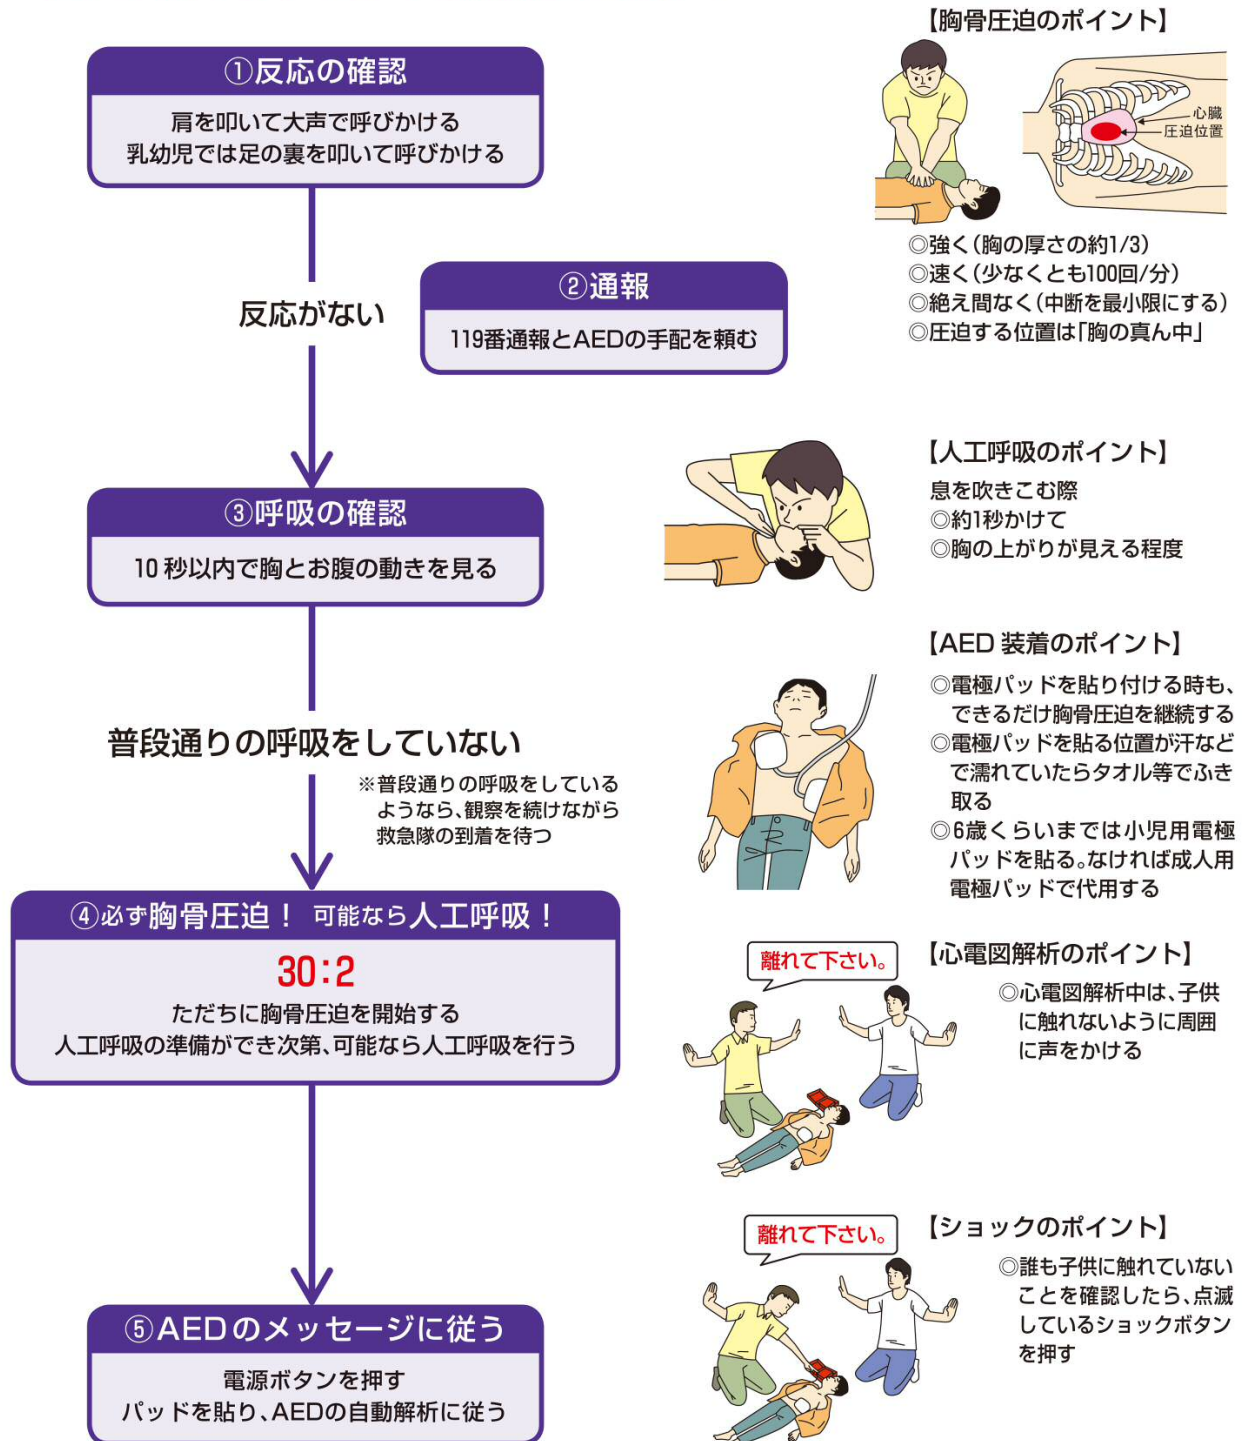 ①反応の確認
肩を叩いて大声で呼びかける
乳幼児では足の裏を叩いて呼びかける
反応がない
②通報
119番通報とAEDの手配を頼む
③呼吸の確認
10秒以内で胸とお腹の動きを見る
普段通りの呼吸をしていない
※普段通りの呼吸をしている
ようなら、観察を続けながら
救急隊の到着を待つ
④必ず胸骨圧迫！ 可能なら人工呼吸！
30：2
ただちに胸骨圧迫を開始する
人工呼吸の準備ができ次第、可能なら人工呼吸を行う
⑤AEDのメッセージに従う
電源ボタンを押す
パッドを貼り、AEDの自動解析に従う
【胸骨圧迫のポイント】
心臓
圧迫位置
◎強く（胸の厚さの約1/3）
◎速く（少なくとも100回/分）
◎絶え間なく（中断を最小限にする）
◎圧迫する位置は「胸の真ん中」
【人工呼吸のポイント】
息を吹きこむ際
◎約1秒かけて
◎胸の上がりが見える程度
【AED 装着のポイント】
◎電極パッドを貼り付ける時も、
できるだけ胸骨圧迫を継続する
◎電極パッドを貼る位置が汗など
で濡れていたらタオル等でふき
取る
◎6歳くらいまでは小児用電極
パッドを貼る。なければ成人用
電極パッドで代用する
離れて下さい。
【心電図解析のポイント】
◎心電図解析中は、子供
に触れないように周囲
に声をかける
離れて下さい。
【ショックのポイント】
◎誰も子供に触れていない
ことを確認したら、点滅
しているショックボタン
を押す